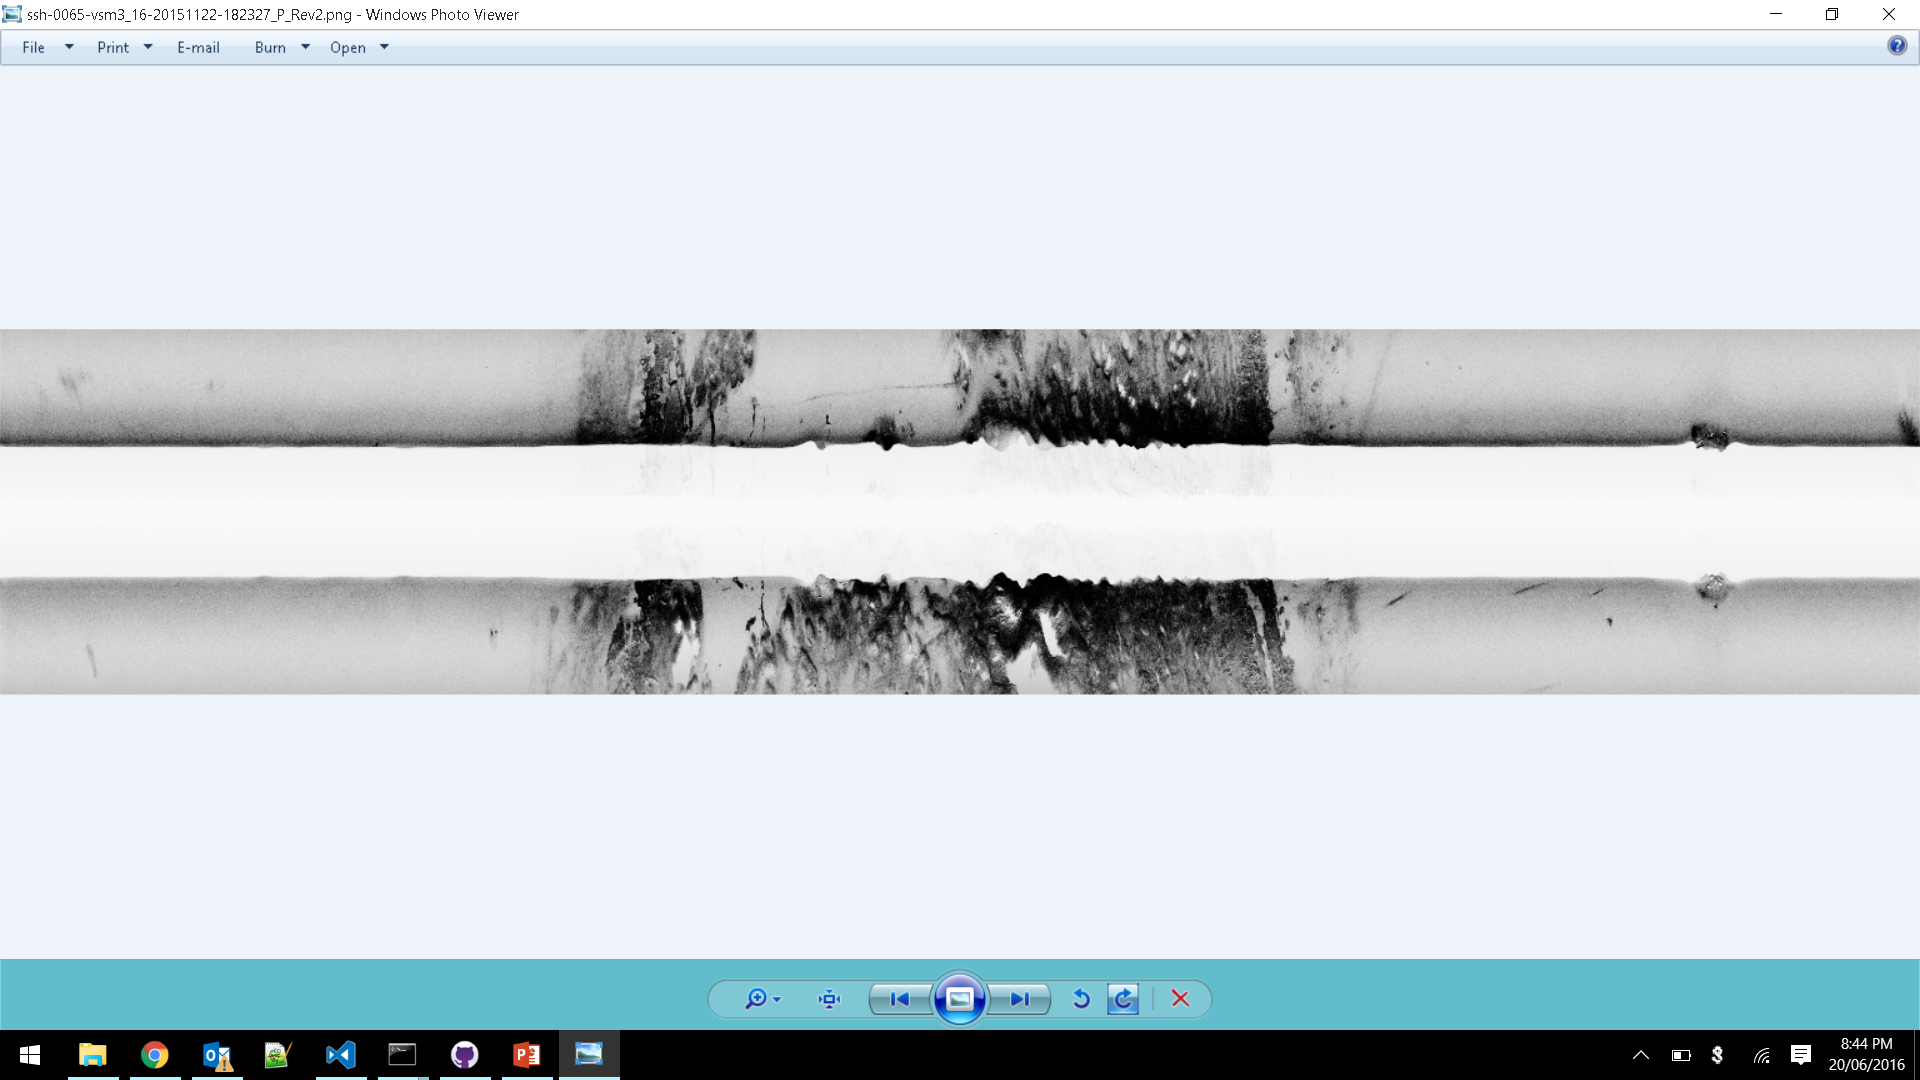 ssh-0065-vsm3_16-20151122-182327_P_Rev2.png - Windows Photo Viewer
File Print E-mail Burn Open
8:44 PM
20/06/2016